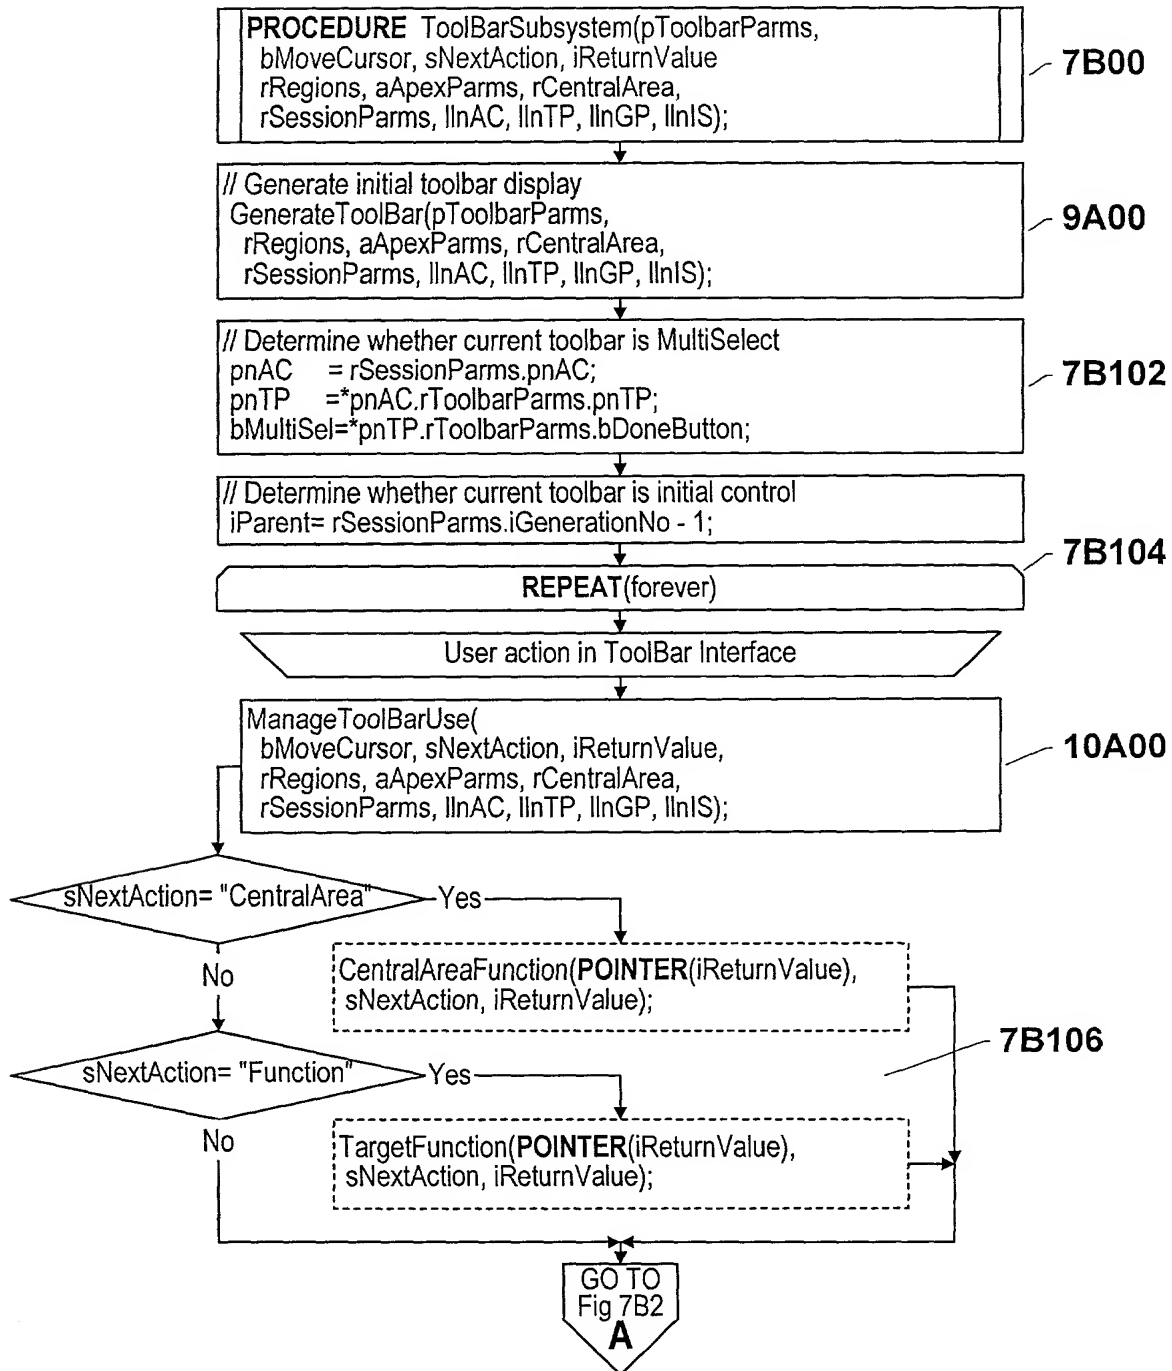 PROCEDURE ToolBarSubsystem(pToolbarParms,
bMoveCursor, sNextAction, iReturnValue
rRegions, aApexParms, rCentralArea,
rSessionParms, llnAC, llnTP, llnGP, llnIS);
7B00
// Generate initial toolbar display
GenerateToolBar(pToolbarParms,
rRegions, aApexParms, rCentralArea,
rSessionParms, llnAC, llnTP, llnGP, llnIS);
9A00
// Determine whether current toolbar is MultiSelect
pnAC = rSessionParms.pnAC;
pnTP =*pnAC.rToolbarParms.pnTP;
bMultiSel=*pnTP.rToolbarParms.bDoneButton;
7B102
// Determine whether current toolbar is initial control
iParent= rSessionParms.iGenerationNo - 1;
7B104
REPEAT(forever)
User action in ToolBar Interface
ManageToolBarUse(
bMoveCursor, sNextAction, iReturnValue,
rRegions, aApexParms, rCentralArea,
rSessionParms, llnAC, llnTP, llnGP, llnIS);
10A00
sNextAction= "CentralArea"
Yes
No
CentralAreaFunction(POINTER(iReturnValue),
sNextAction, iReturnValue);
7B106
sNextAction= "Function"
Yes
No
TargetFunction(POINTER(iReturnValue),
sNextAction, iReturnValue);
GO TO
Fig 7B2
A